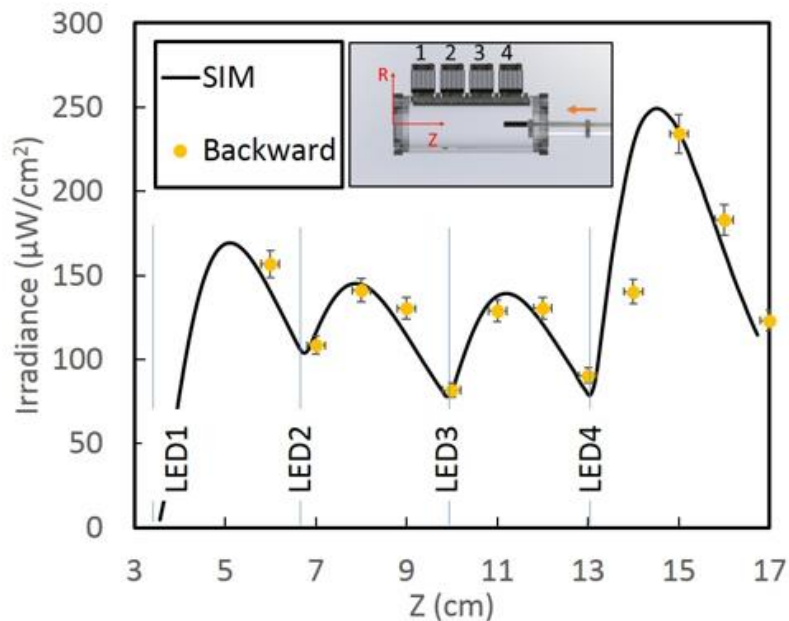 300
250
200
150
100
50
0
Irradiance (µW/cm²)
SIM
Backward
1 2 3 4
R
Z
LED1
LED2
LED3
LED4
3 5 7 9 11 13 15 17
Z (cm)